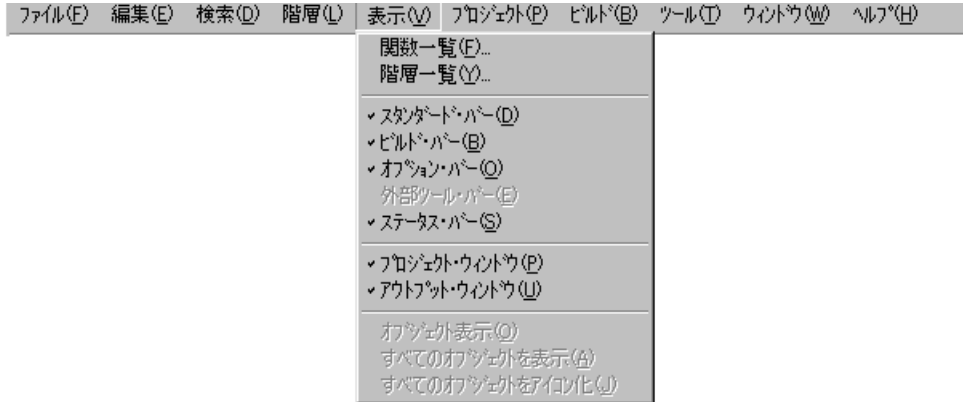 ﾌｧｲﾙ(F) 編集(E) 検索(D) 階層(L) 表示(V) ﾌﾟﾛｼﾞｪｸﾄ(P) ﾋﾞﾙﾄﾞ(B) ﾂｰﾙ(T) ｳｨﾝﾄﾞｳ(W) ﾍﾙﾌﾟ(H)
関数一覧(F)...
階層一覧(Y)...
ｽﾀﾝﾀﾞｰﾄﾞ･ﾊﾞｰ(D)
ﾋﾞﾙﾄﾞ･ﾊﾞｰ(B)
ｵﾌﾟｼｮﾝ･ﾊﾞｰ(O)
外部ﾂｰﾙ･ﾊﾞｰ(E)
ｽﾃｰﾀｽ･ﾊﾞｰ(S)
ﾌﾟﾛｼﾞｪｸﾄ･ｳｨﾝﾄﾞｳ(P)
ｱｳﾄﾌﾟｯﾄ･ｳｨﾝﾄﾞｳ(U)
ｵﾌﾞｼﾞｪｸﾄ表示(O)
すべてのｵﾌﾞｼﾞｪｸﾄを表示(A)
すべてのｵﾌﾞｼﾞｪｸﾄをｱｲｺﾝ化(J)